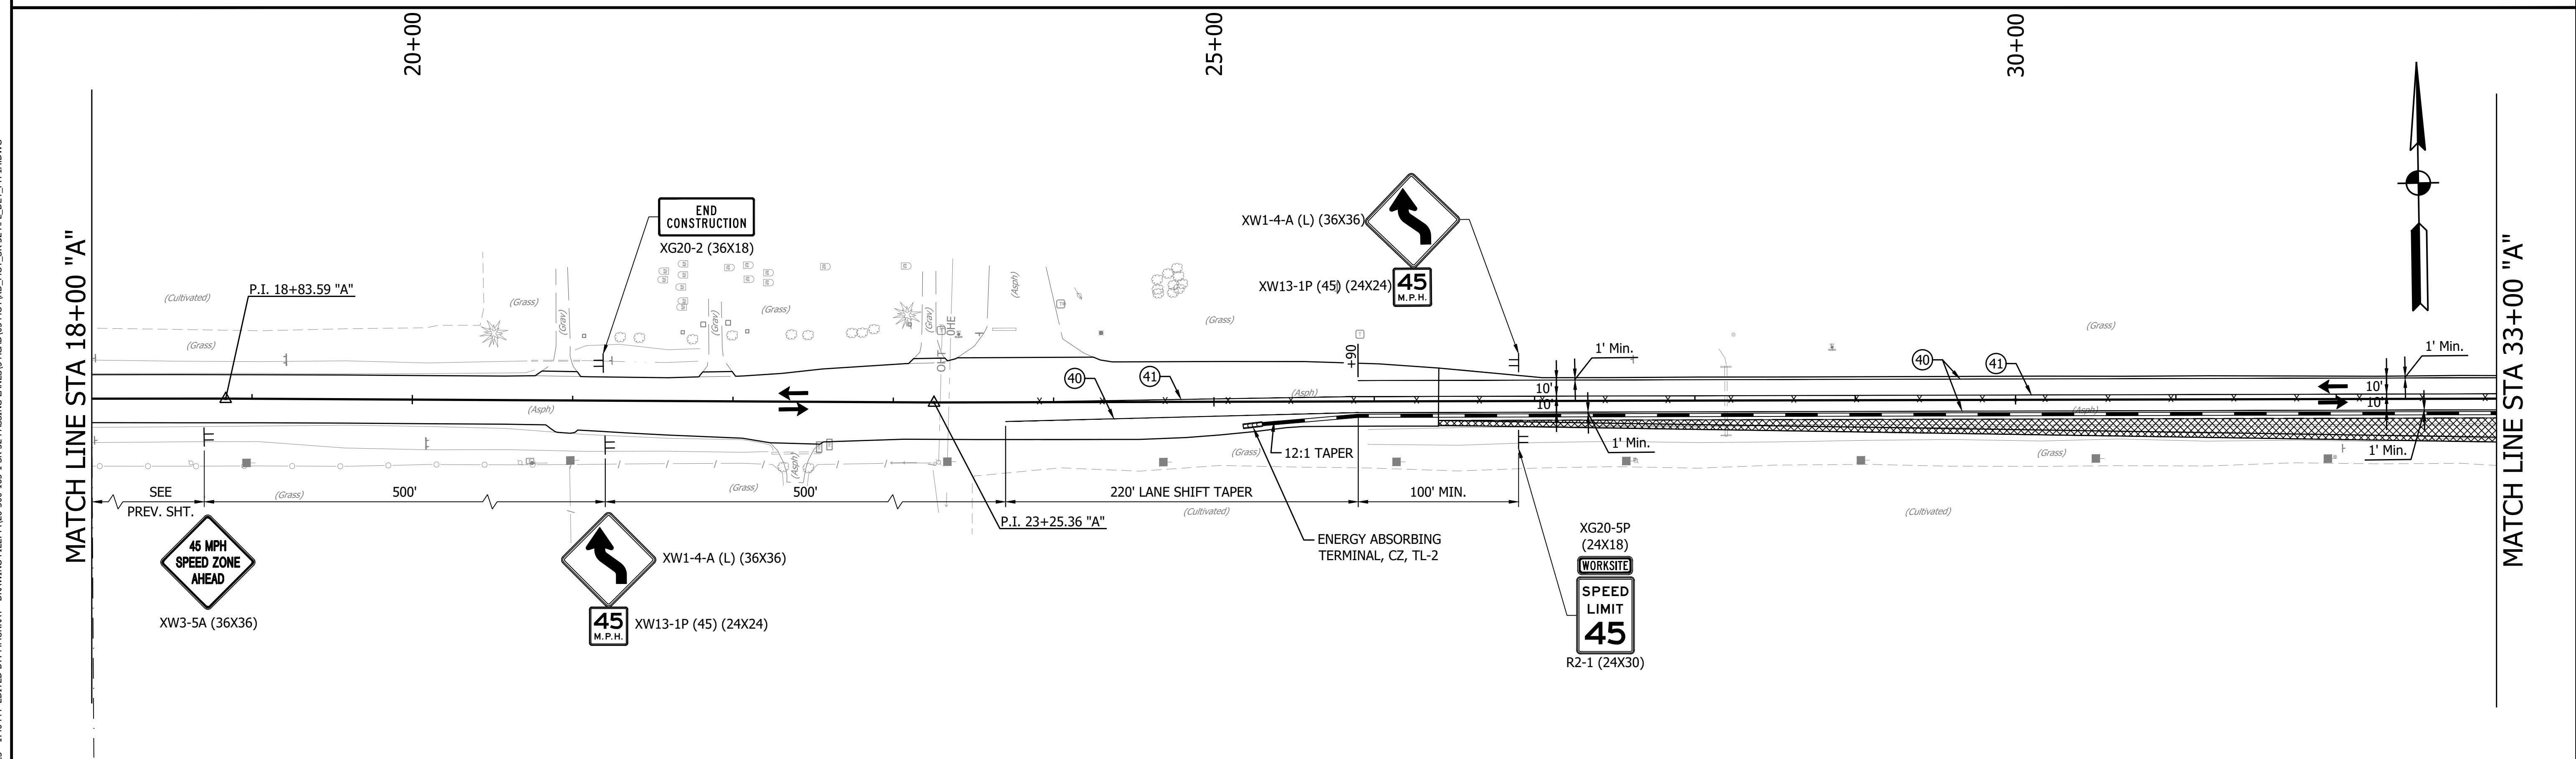 20+00
25+00
30+00
MATCH LINE STA 18+00 "A"
MATCH LINE STA 33+00 "A"
END
CONSTRUCTION
XG20-2 (36X18)
XW1-4-A (L) (36X36)
XW13-1P (45) (24X24)
45
M.P.H.
P.I. 18+83.59 "A"
(Cultivated)
(Grass)
(Grass)
(Grav)
(Grav)
(Grass)
(Grav)
OHE
OHT
(Asph)
(Grass)
(Grass)
+90
1' Min.
1' Min.
40
41
40
41
10'
10'
10'
10'
(Asph)
(Asph)
(Asph)
(Asph)
1' Min.
1' Min.
12:1 TAPER
(Grass)
(Grass)
(Grass)
(Grass)
SEE
PREV. SHT.
500'
500'
220' LANE SHIFT TAPER
100' MIN.
(Cultivated)
(Cultivated)
P.I. 23+25.36 "A"
ENERGY ABSORBING
TERMINAL, CZ, TL-2
45 MPH
SPEED ZONE
AHEAD
XW3-5A (36X36)
XW1-4-A (L) (36X36)
45
M.P.H.
XW13-1P (45) (24X24)
XG20-5P
(24X18)
WORKSITE
SPEED
LIMIT
45
R2-1 (24X30)